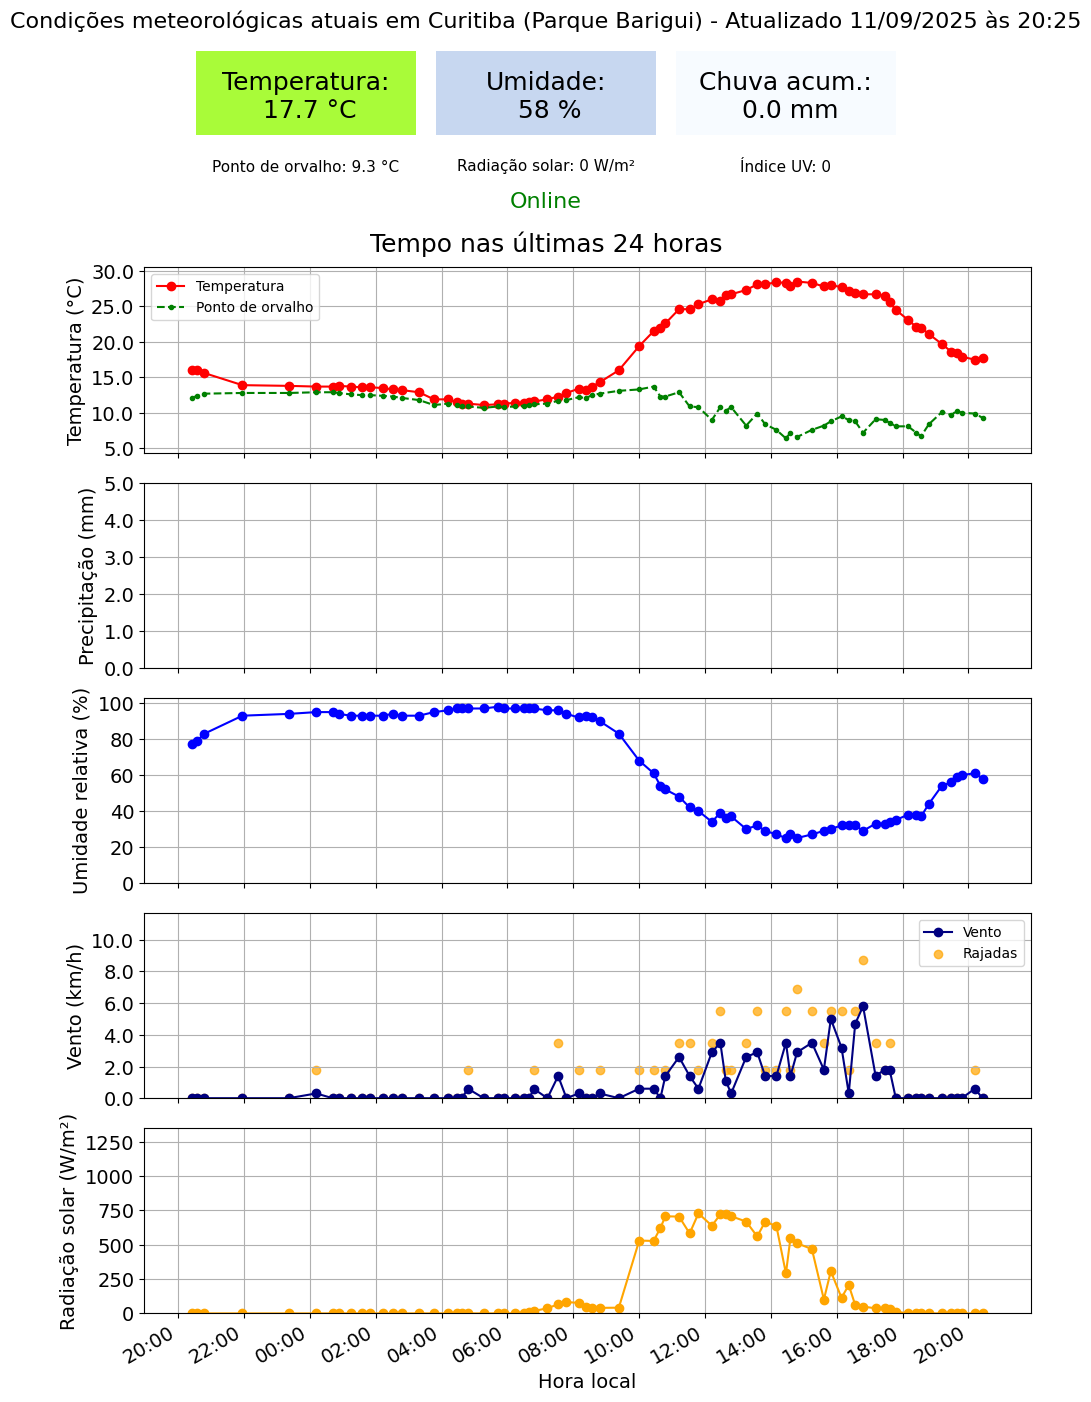 Condições meteorológicas atuais em Curitiba (Parque Barigui) - Atualizado 11/09/2025 às 20:25
Temperatura:
17.7 °C
Umidade:
58 %
Chuva acum.:
0.0 mm
Ponto de orvalho: 9.3 °C
Radiação solar: 0 W/m²
Índice UV: 0
Online
Tempo nas últimas 24 horas
Temperatura (°C)
30.0
25.0
20.0
15.0
10.0
5.0
Temperatura
Ponto de orvalho
Precipitação (mm)
5.0
4.0
3.0
2.0
1.0
0.0
Umidade relativa (%)
100
80
60
40
20
0
Vento (km/h)
10.0
8.0
6.0
4.0
2.0
0.0
Vento
Rajadas
Radiação solar (W/m²)
1250
1000
750
500
250
0
20:00
22:00
00:00
02:00
04:00
06:00
08:00
10:00
12:00
14:00
16:00
18:00
20:00
Hora local